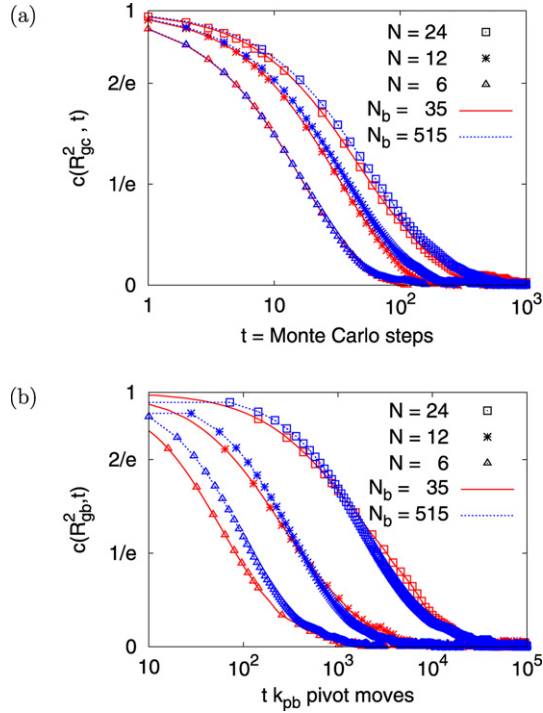 (a)
1
2/e
1/e
0
c(R²gc, t)
N = 24
N = 12
N = 6
Nb = 35
Nb = 515
1 10 10² 10³
t = Monte Carlo steps
(b)
1
2/e
1/e
0
c(R²gb,t)
N = 24
N = 12
N = 6
Nb = 35
Nb = 515
10 10² 10³ 10⁴ 10⁵
t kpb pivot moves